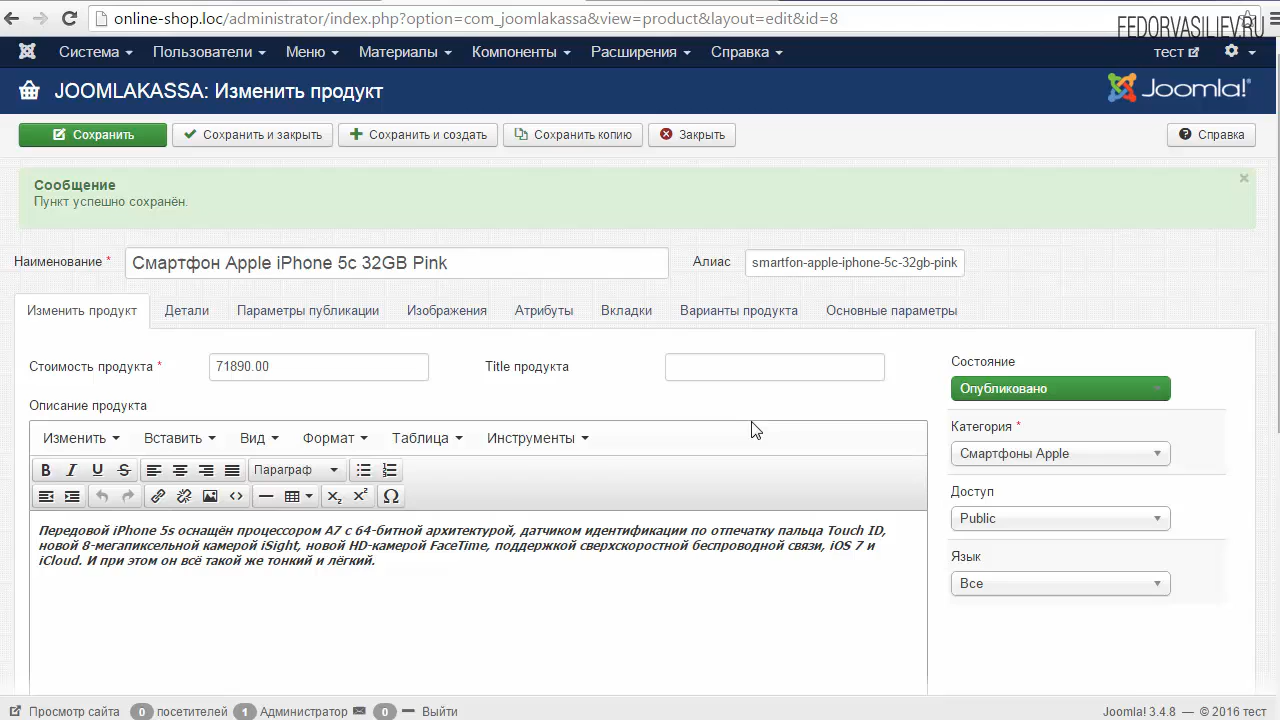 online-shop.loc/administrator/index.php?option=com_joomlakassa&view=product&layout=edit&id=8
FEDORVASILIEV.RU
Система Пользователи Меню Материалы Компоненты Расширения Справка тест
JOOMLAKASSA: Изменить продукт Joomla!®
Сохранить Сохранить и закрыть Сохранить и создать Сохранить копию Закрыть Справка
Сообщение
Пункт успешно сохранён.
Наименование * Смартфон Apple iPhone 5c 32GB Pink Алиас smartfon-apple-iphone-5c-32gb-pink
Изменить продукт Детали Параметры публикации Изображения Атрибуты Вкладки Варианты продукта Основные параметры
Стоимость продукта * 71890.00 Title продукта
Состояние
Опубликовано
Описание продукта
Категория *
Смартфоны Apple
Изменить Вставить Вид Формат Таблица Инструменты
Параграф
Доступ
Public
Передовой iPhone 5s оснащён процессором A7 с 64-битной архитектурой, датчиком идентификации по отпечатку пальца Touch ID,
новой 8-мегапиксельной камерой iSight, новой HD-камерой FaceTime, поддержкой сверхскоростной беспроводной связи, iOS 7 и
iCloud. И при этом он всё такой же тонкий и лёгкий.
Язык
Все
Просмотр сайта 0 посетителей 1 Администратор 0 Выйти Joomla! 3.4.8 — © 2016 тест